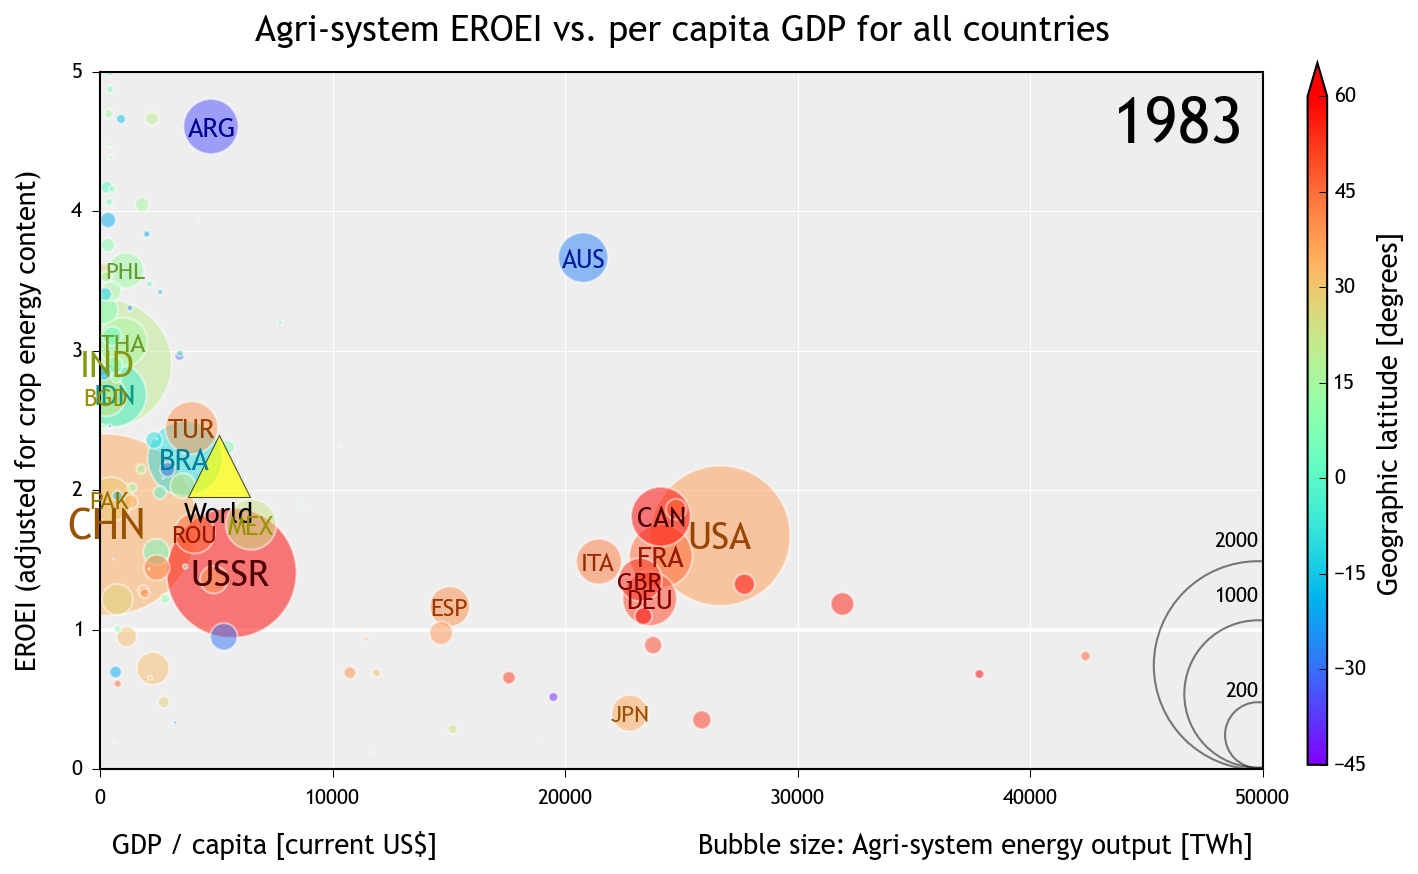 Agri-system EROEI vs. per capita GDP for all countries
1983
EROEI (adjusted for crop energy content)
5
4
3
2
1
0
ARG
AUS
PHL
THA
IND
IDN
BGD
TUR
BRA
PAK
World
CHN
ROU
MEX
USSR
CAN
USA
ITA
FRA
GBR
DEU
ESP
JPN
2000
1000
200
0
10000
20000
30000
40000
50000
GDP / capita [current US$]
Bubble size: Agri-system energy output [TWh]
60
45
30
15
0
−15
−30
−45
Geographic latitude [degrees]